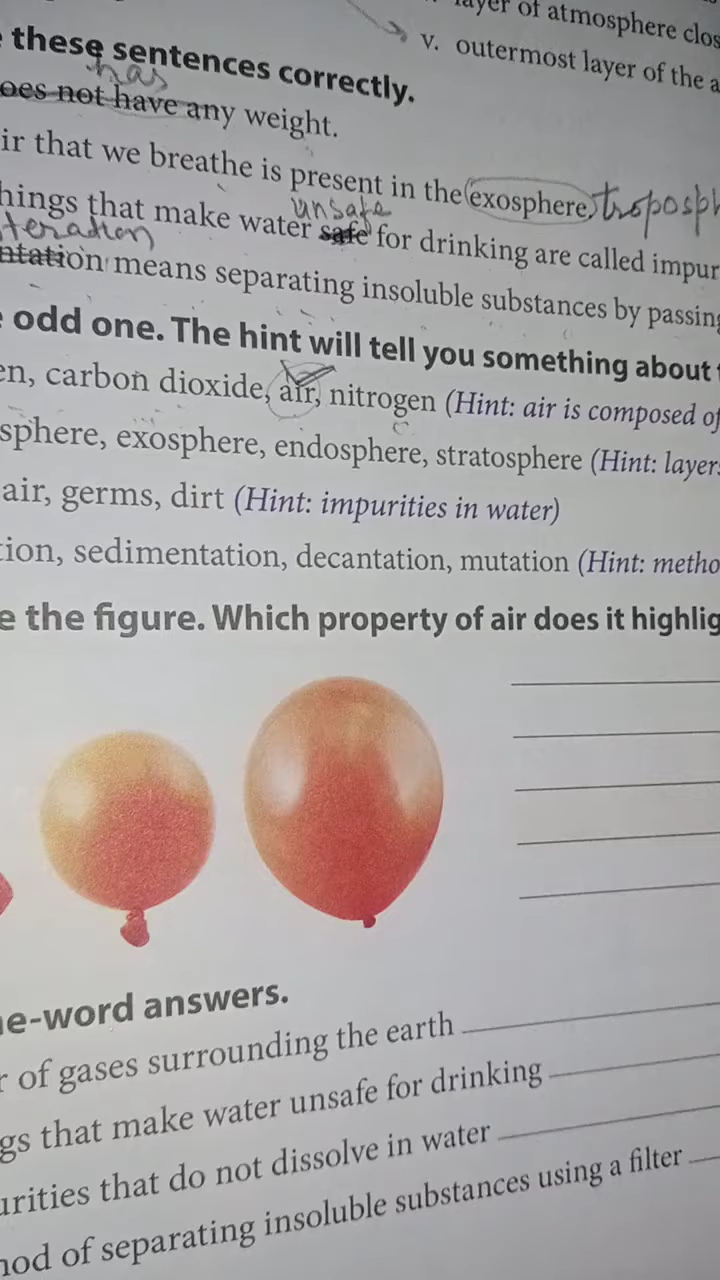 layer of atmosphere clos
v. outermost layer of the a
these sentences correctly.
has
oes not have any weight.
ir that we breathe is present in the exosphere, troposph
unsafe
hings that make water safe for drinking are called impur
teration
ntation means separating insoluble substances by passing
odd one. The hint will tell you something about
en, carbon dioxide, air, nitrogen (Hint: air is composed of
sphere, exosphere, endosphere, stratosphere (Hint: layers
air, germs, dirt (Hint: impurities in water)
tion, sedimentation, decantation, mutation (Hint: metho
e the figure. Which property of air does it highlig
ne-word answers.
r of gases surrounding the earth
gs that make water unsafe for drinking
urities that do not dissolve in water
hod of separating insoluble substances using a filter